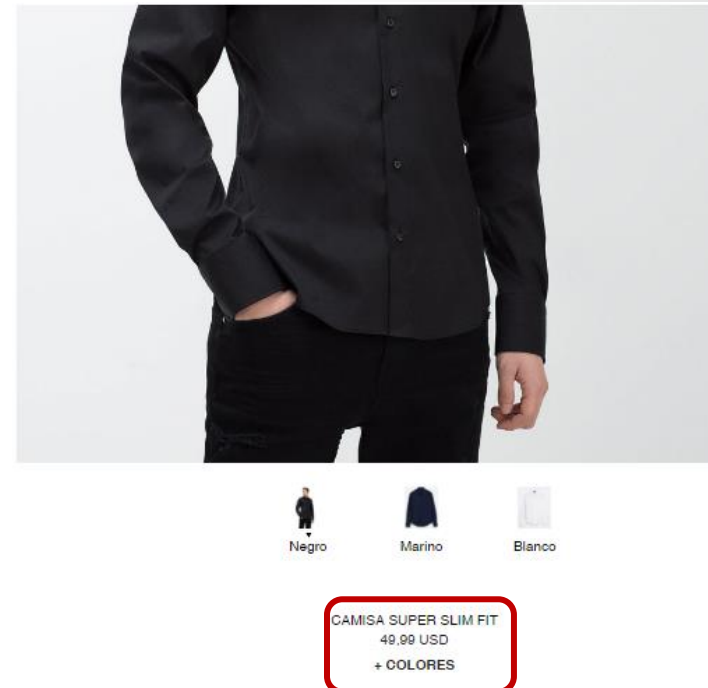 Negro Marino Blanco
CAMISA SUPER SLIM FIT
49,99 USD
+ COLORES